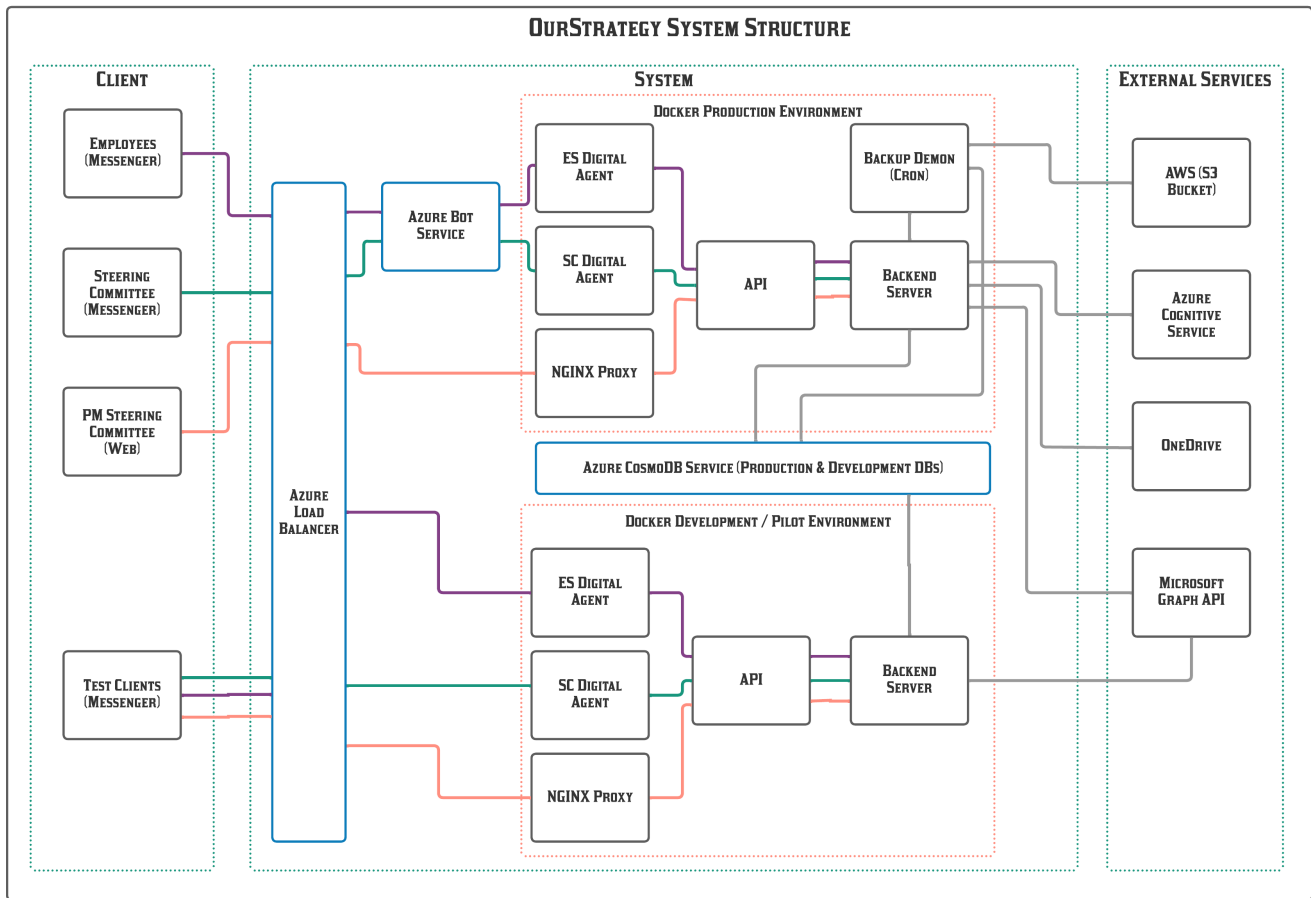 OurStrategy System Structure
Client
System
External Services
Docker Production Environment
Employees
(Messenger)
Steering
Committee
(Messenger)
PM Steering
Committee
(Web)
Test Clients
(Messenger)
Azure
Load
Balancer
Azure Bot
Service
ES Digital
Agent
SC Digital
Agent
NGINX Proxy
API
Backup Demon
(Cron)
Backend
Server
Azure CosmoDB Service (Production & Development DBs)
Docker Development / Pilot Environment
ES Digital
Agent
SC Digital
Agent
NGINX Proxy
API
Backend
Server
AWS (S3
Bucket)
Azure
Cognitive
Service
OneDrive
Microsoft
Graph API